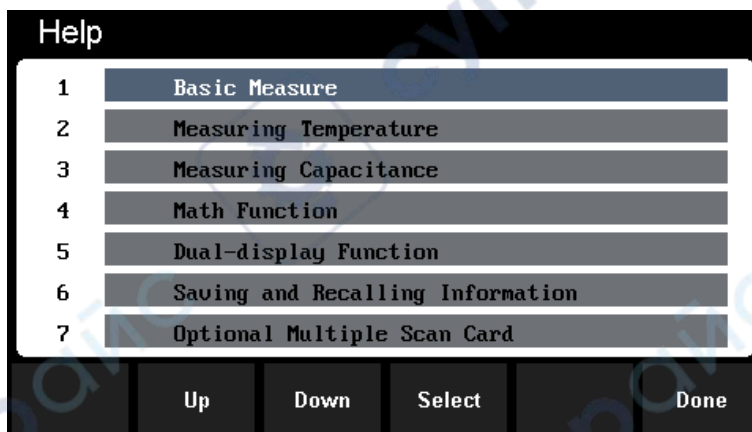 Help
1 Basic Measure
2 Measuring Temperature
3 Measuring Capacitance
4 Math Function
5 Dual-display Function
6 Saving and Recalling Information
7 Optional Multiple Scan Card
Up Down Select Done